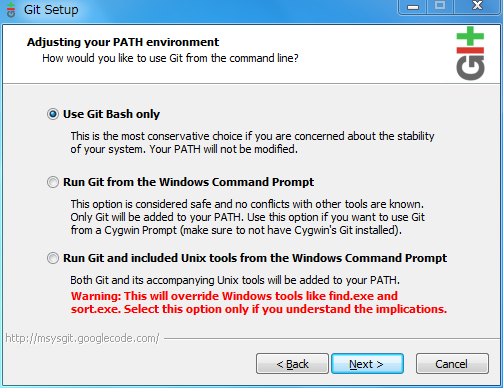 Git Setup
Adjusting your PATH environment
How would you like to use Git from the command line?
Git
Use Git Bash only
This is the most conservative choice if you are concerned about the stability
of your system. Your PATH will not be modified.
Run Git from the Windows Command Prompt
This option is considered safe and no conflicts with other tools are known.
Only Git will be added to your PATH. Use this option if you want to use Git
from a Cygwin Prompt (make sure to not have Cygwin's Git installed).
Run Git and included Unix tools from the Windows Command Prompt
Both Git and its accompanying Unix tools will be added to your PATH.
Warning: This will override Windows tools like find.exe and
sort.exe. Select this option only if you understand the implications.
http://msysgit.googlecode.com/
< Back
Next >
Cancel